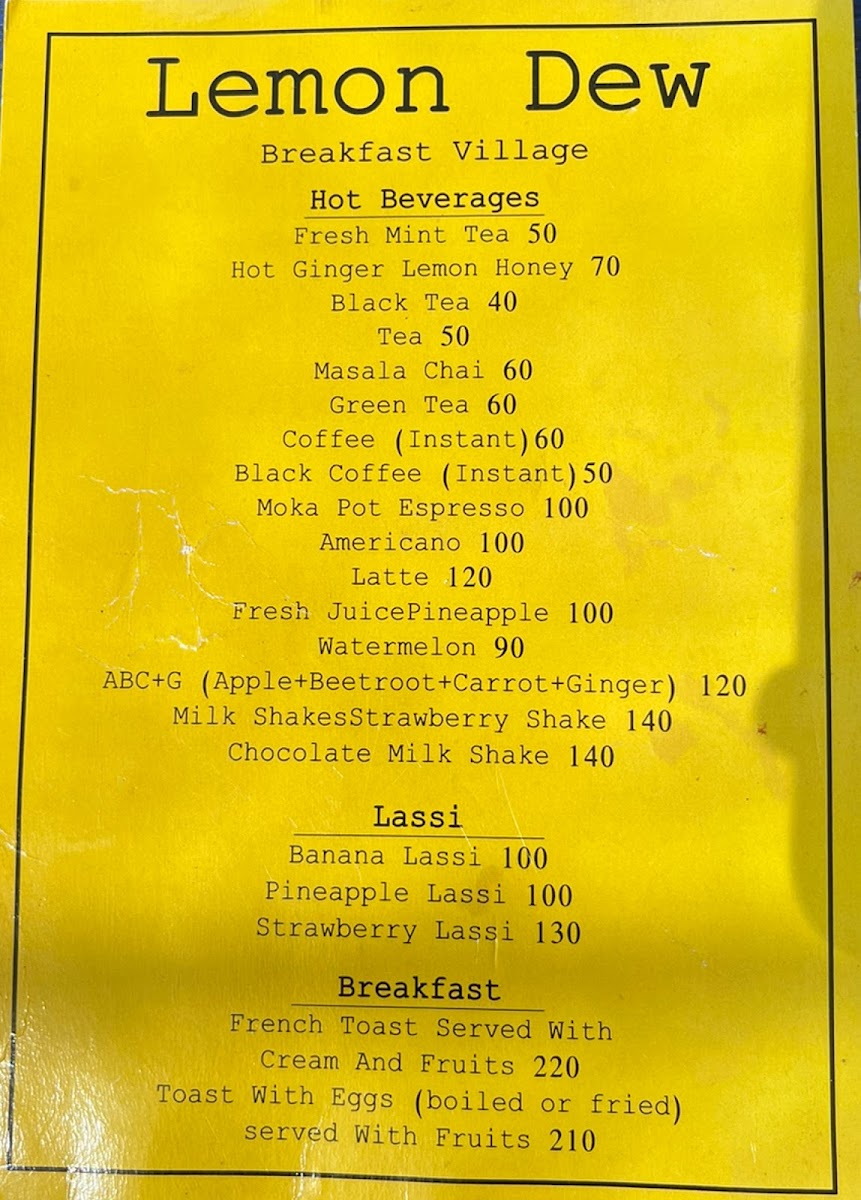 Lemon Dew
Breakfast Village
Hot Beverages
Fresh Mint Tea 50
Hot Ginger Lemon Honey 70
Black Tea 40
Tea 50
Masala Chai 60
Green Tea 60
Coffee (Instant)60
Black Coffee (Instant)50
Moka Pot Espresso 100
Americano 100
Latte 120
Fresh JuicePineapple 100
Watermelon 90
ABC+G (Apple+Beetroot+Carrot+Ginger) 120
Milk ShakesStrawberry Shake 140
Chocolate Milk Shake 140
Lassi
Banana Lassi 100
Pineapple Lassi 100
Strawberry Lassi 130
Breakfast
French Toast Served With
Cream And Fruits 220
Toast With Eggs (boiled or fried)
served With Fruits 210